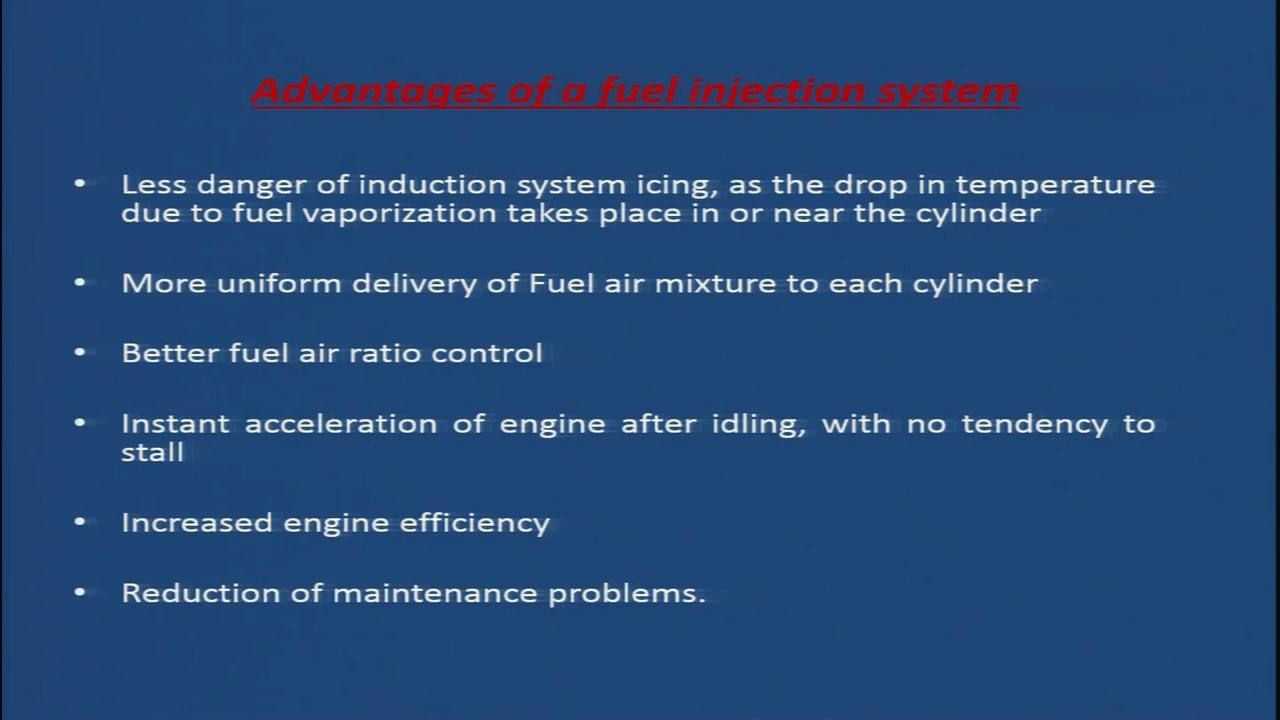 Advantages of a fuel injection system
• Less danger of induction system icing, as the drop in temperature
due to fuel vaporization takes place in or near the cylinder
• More uniform delivery of Fuel air mixture to each cylinder
• Better fuel air ratio control
• Instant acceleration of engine after idling, with no tendency to
stall
• Increased engine efficiency
• Reduction of maintenance problems.